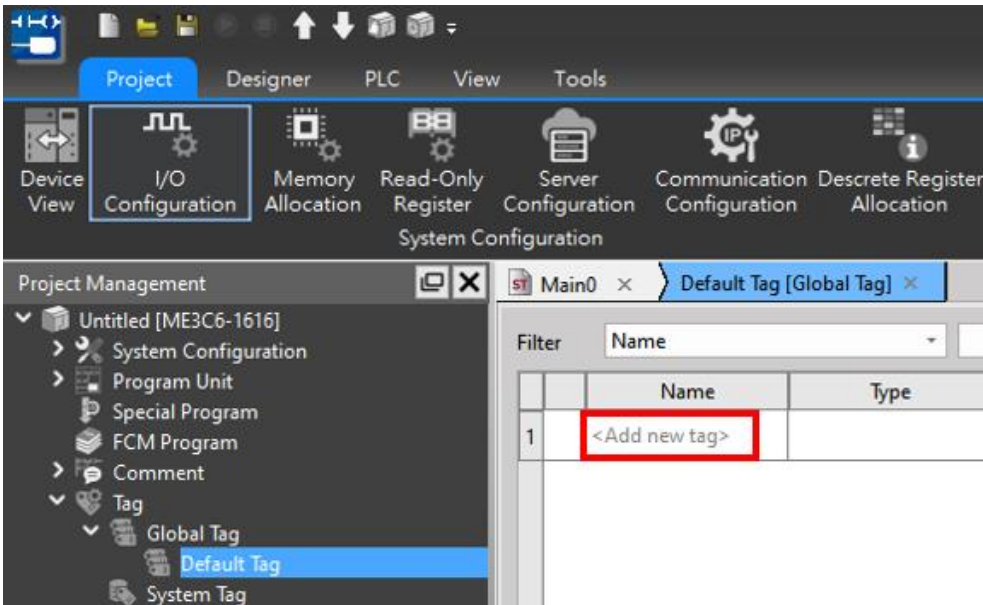 Project Designer PLC View Tools
Device View
I/O Configuration
Memory Allocation
Read-Only Register
Server Configuration
Communication Configuration
Descrete Register Allocation
System Configuration
Project Management
Untitled [ME3C6-1616]
System Configuration
Program Unit
Special Program
FCM Program
Comment
Tag
Global Tag
Default Tag
System Tag
ST Main0 × Default Tag [Global Tag] ×
Filter Name
Name Type
1 <Add new tag>